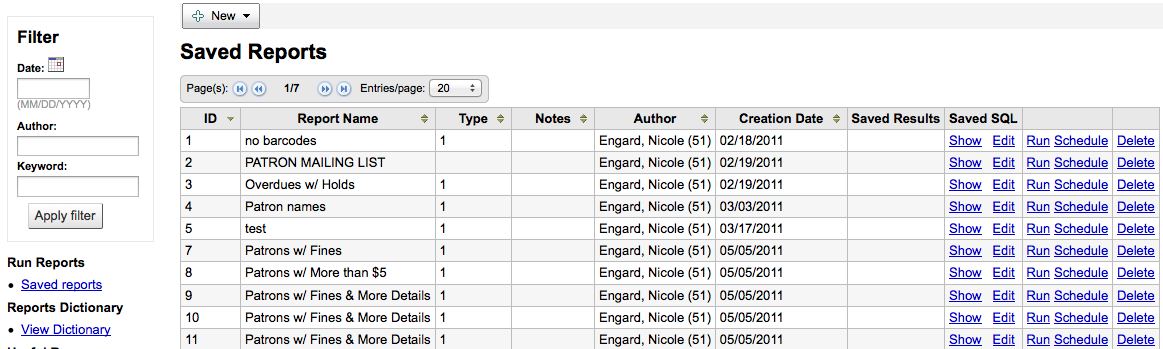 New
Filter
Date:
(MM/DD/YYYY)
Author:
Keyword:
Apply filter
Run Reports
Saved reports
Reports Dictionary
View Dictionary
Saved Reports
Page(s): 1/7 Entries/page: 20
ID Report Name Type Notes Author Creation Date Saved Results Saved SQL
1 no barcodes 1 Engard, Nicole (51) 02/18/2011 Show Edit Run Schedule Delete
2 PATRON MAILING LIST Engard, Nicole (51) 02/19/2011 Show Edit Run Schedule Delete
3 Overdues w/ Holds 1 Engard, Nicole (51) 02/19/2011 Show Edit Run Schedule Delete
4 Patron names 1 Engard, Nicole (51) 03/03/2011 Show Edit Run Schedule Delete
5 test 1 Engard, Nicole (51) 03/17/2011 Show Edit Run Schedule Delete
7 Patrons w/ Fines 1 Engard, Nicole (51) 05/05/2011 Show Edit Run Schedule Delete
8 Patrons w/ More than $5 1 Engard, Nicole (51) 05/05/2011 Show Edit Run Schedule Delete
9 Patrons w/ Fines & More Details 1 Engard, Nicole (51) 05/05/2011 Show Edit Run Schedule Delete
10 Patrons w/ Fines & More Details 1 Engard, Nicole (51) 05/05/2011 Show Edit Run Schedule Delete
11 Patrons w/ Fines & More Details 1 Engard, Nicole (51) 05/05/2011 Show Edit Run Schedule Delete